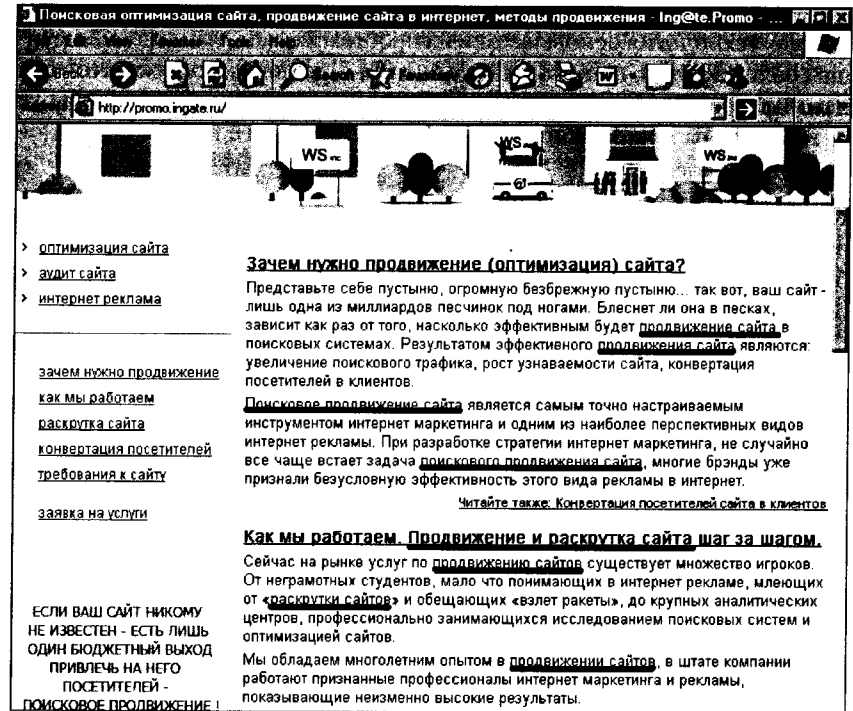 Поисковая оптимизация сайта, продвижение сайта в интернет, методы продвижения - Ing@te.Promo - ...
Back
Search
Favorites
http://promo.ingate.ru/
WS
WS
WS
> оптимизация сайта
> аудит сайта
> интернет реклама
зачем нужно продвижение
как мы работаем
раскрутка сайта
конвертация посетителей
требования к сайту
заявка на услуги
ЕСЛИ ВАШ САЙТ НИКОМУ
НЕ ИЗВЕСТЕН - ЕСТЬ ЛИШЬ
ОДИН БЮДЖЕТНЫЙ ВЫХОД
ПРИВЛЕЧЬ НА НЕГО
ПОСЕТИТЕЛЕЙ -
ПОИСКОВОЕ ПРОДВИЖЕНИЕ !
Зачем нужно продвижение (оптимизация) сайта?
Представьте себе пустыню, огромную безбрежную пустыню... так вот, ваш сайт -
лишь одна из миллиардов песчинок под ногами. Блеснет ли она в песках,
зависит как раз от того, насколько эффективным будет продвижение сайта в
поисковых системах. Результатом эффективного продвижения сайта являются:
увеличение поискового трафика, рост узнаваемости сайта, конвертация
посетителей в клиентов.
Поисковое продвижение сайта является самым точно настраиваемым
инструментом интернет маркетинга и одним из наиболее перспективных видов
интернет рекламы. При разработке стратегии интернет маркетинга, не случайно
все чаще встает задача поискового продвижения сайта, многие брэнды уже
признали безусловную эффективность этого вида рекламы в интернет.
Читайте также: Конвертация посетителей сайта в клиентов
Как мы работаем. Продвижение и раскрутка сайта шаг за шагом.
Сейчас на рынке услуг по продвижению сайтов существует множество игроков.
От неграмотных студентов, мало что понимающих в интернет рекламе, млеющих
от «раскрутки сайтов» и обещающих «взлет ракеты», до крупных аналитических
центров, профессионально занимающихся исследованием поисковых систем и
оптимизацией сайтов.
Мы обладаем многолетним опытом в продвижении сайтов, в штате компании
работают признанные профессионалы интернет маркетинга и рекламы,
показывающие неизменно высокие результаты.